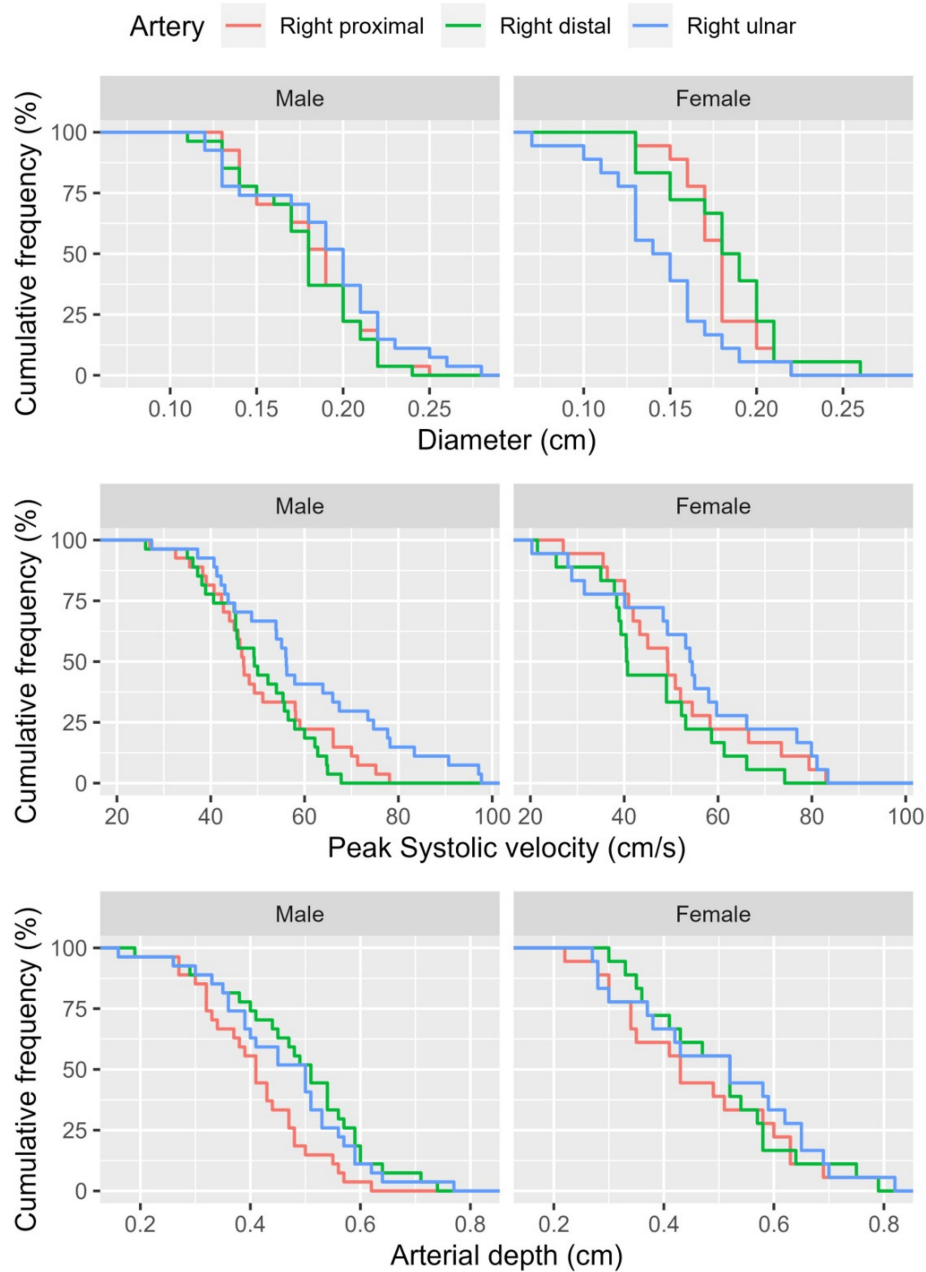 Artery Right proximal Right distal Right ulnar
Male Female
Cumulative frequency (%)
100
75
50
25
0
0.10 0.15 0.20 0.25 0.10 0.15 0.20 0.25
Diameter (cm)
Male Female
Cumulative frequency (%)
100
75
50
25
0
20 40 60 80 100 20 40 60 80 100
Peak Systolic velocity (cm/s)
Male Female
Cumulative frequency (%)
100
75
50
25
0
0.2 0.4 0.6 0.8 0.2 0.4 0.6 0.8
Arterial depth (cm)